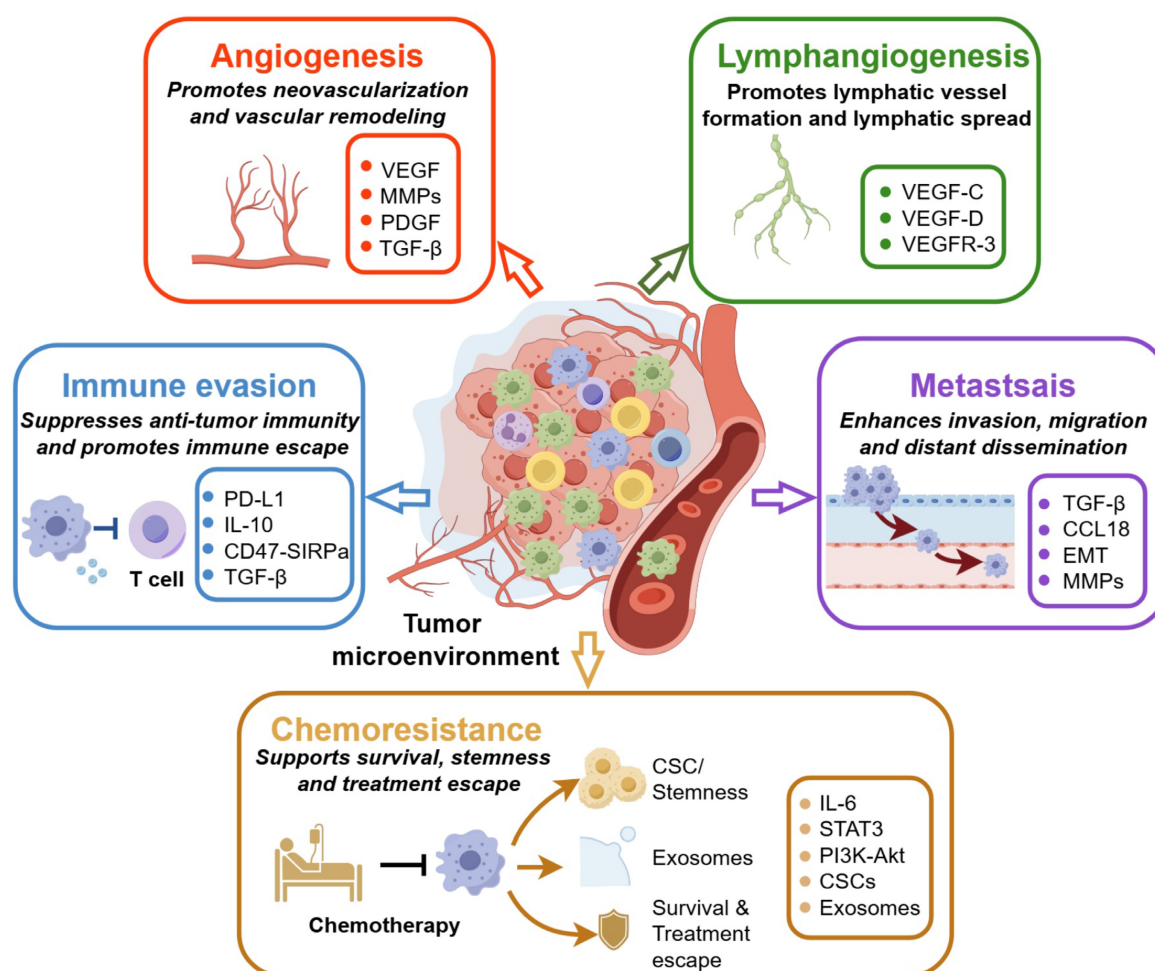 Angiogenesis
Promotes neovascularization
and vascular remodeling
VEGF
MMPs
PDGF
TGF-β
Lymphangiogenesis
Promotes lymphatic vessel
formation and lymphatic spread
VEGF-C
VEGF-D
VEGFR-3
Immune evasion
Suppresses anti-tumor immunity
and promotes immune escape
T cell
PD-L1
IL-10
CD47-SIRPa
TGF-β
Metastsais
Enhances invasion, migration
and distant dissemination
TGF-β
CCL18
EMT
MMPs
Tumor
microenvironment
Chemoresistance
Supports survival, stemness
and treatment escape
Chemotherapy
CSC/
Stemness
Exosomes
Survival &
Treatment
escape
IL-6
STAT3
PI3K-Akt
CSCs
Exosomes